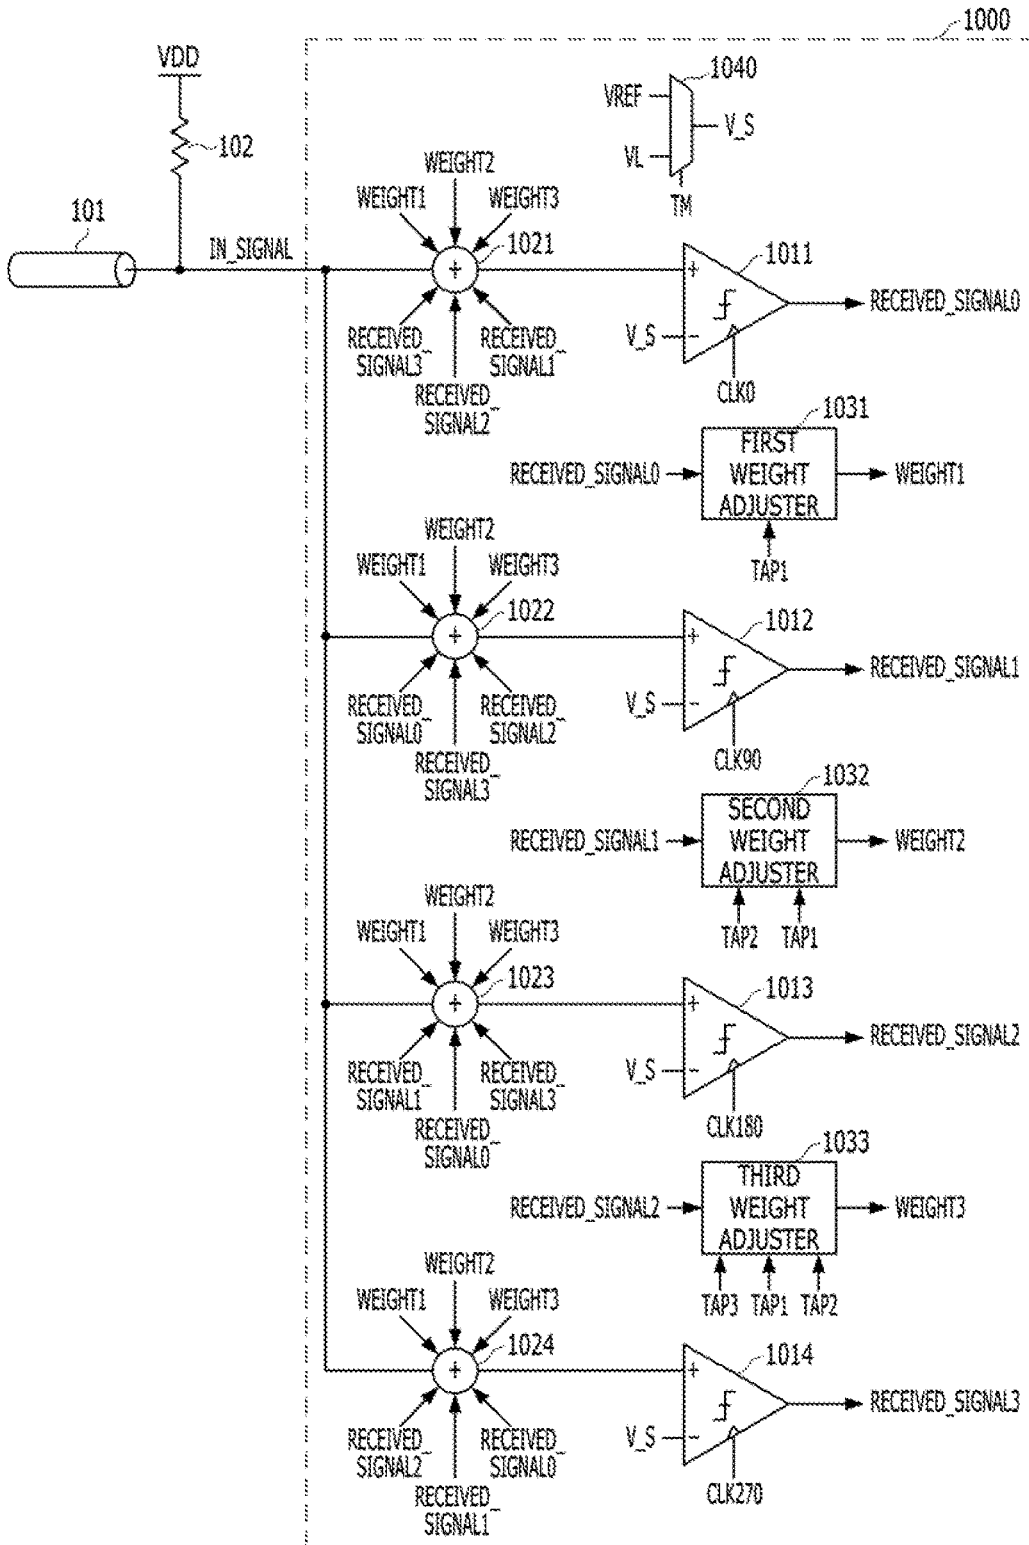 1000
VDD
1040
VREF
102
V_S
VL
WEIGHT2
WEIGHT1
WEIGHT3
TM
101
IN_SIGNAL
1021
1011
+
+
RECEIVED_SIGNAL0
RECEIVED_
SIGNAL3
RECEIVED_
SIGNAL1
V_S
-
RECEIVED_
SIGNAL2
CLK0
1031
FIRST
WEIGHT
ADJUSTER
RECEIVED_SIGNAL0
WEIGHT1
TAP1
WEIGHT2
WEIGHT1
WEIGHT3
1022
1012
+
+
RECEIVED_SIGNAL1
RECEIVED_
SIGNAL0
RECEIVED_
SIGNAL2
V_S
-
RECEIVED_
SIGNAL3
CLK90
1032
SECOND
WEIGHT
ADJUSTER
RECEIVED_SIGNAL1
WEIGHT2
TAP2
TAP1
WEIGHT2
WEIGHT1
WEIGHT3
1023
1013
+
+
RECEIVED_SIGNAL2
RECEIVED_
SIGNAL1
RECEIVED_
SIGNAL3
V_S
-
RECEIVED_
SIGNAL0
CLK180
1033
THIRD
WEIGHT
ADJUSTER
RECEIVED_SIGNAL2
WEIGHT3
TAP3
TAP1
TAP2
WEIGHT2
WEIGHT1
WEIGHT3
1024
1014
+
+
RECEIVED_SIGNAL3
RECEIVED_
SIGNAL2
RECEIVED_
SIGNAL0
V_S
-
RECEIVED_
SIGNAL1
CLK270